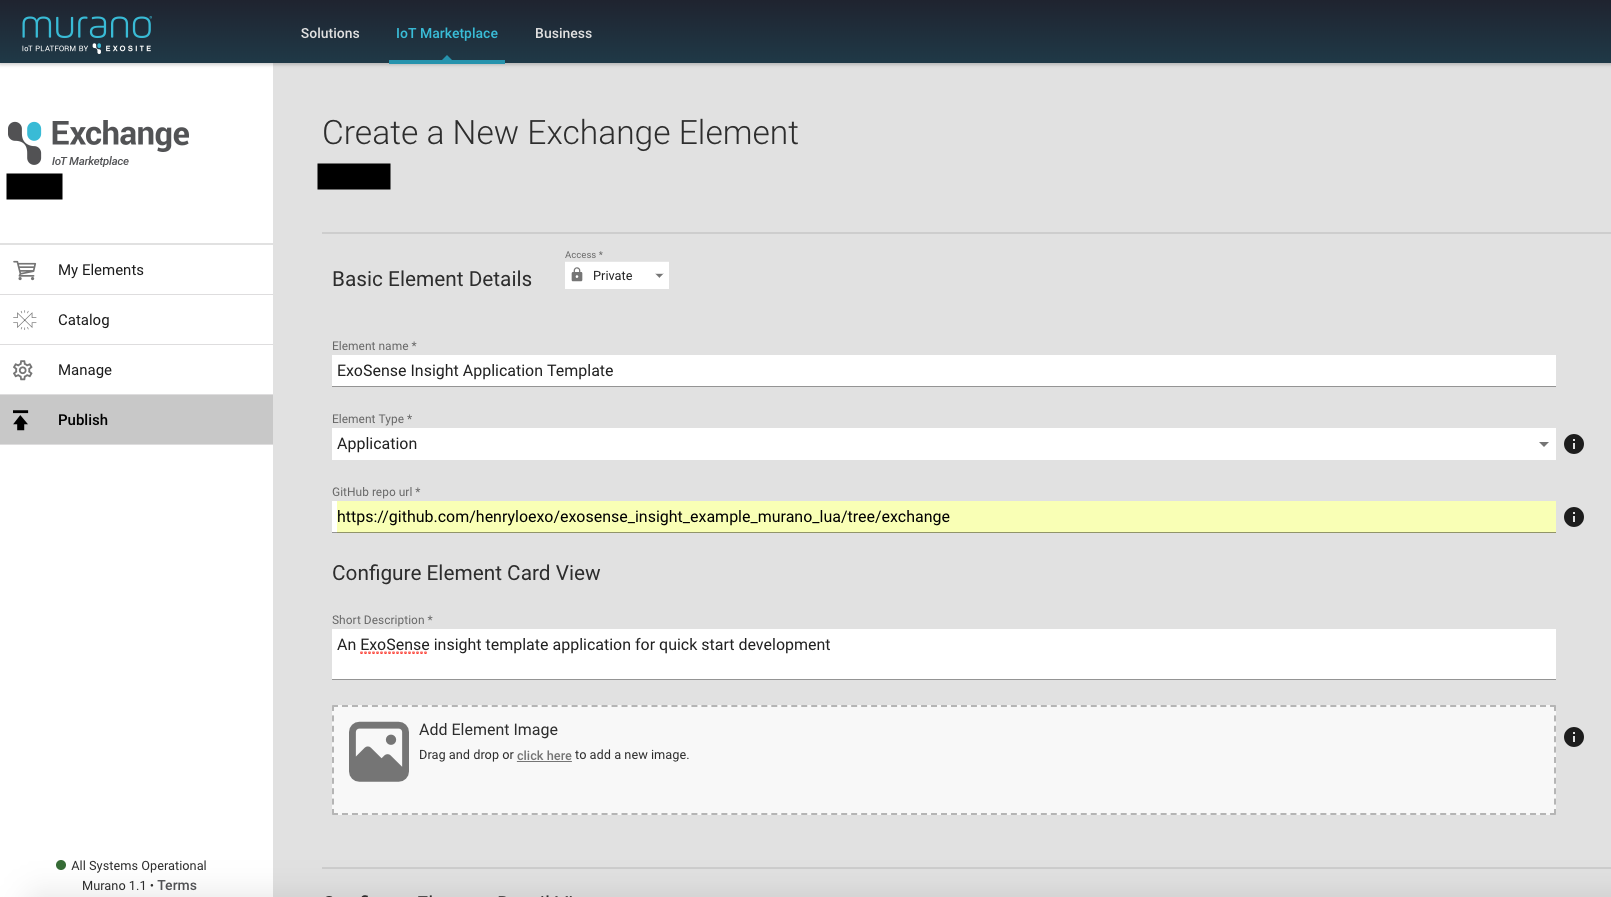 murano
IoT PLATFORM BY EXOSITE
Solutions
IoT Marketplace
Business
Exchange
IoT Marketplace
My Elements
Catalog
Manage
Publish
All Systems Operational
Murano 1.1 • Terms
Create a New Exchange Element
Basic Element Details
Access *
Private
Element name *
ExoSense Insight Application Template
Element Type *
Application
GitHub repo url *
https://github.com/henryloexo/exosense_insight_example_murano_lua/tree/exchange
Configure Element Card View
Short Description *
An ExoSense insight template application for quick start development
Add Element Image
Drag and drop or click here to add a new image.